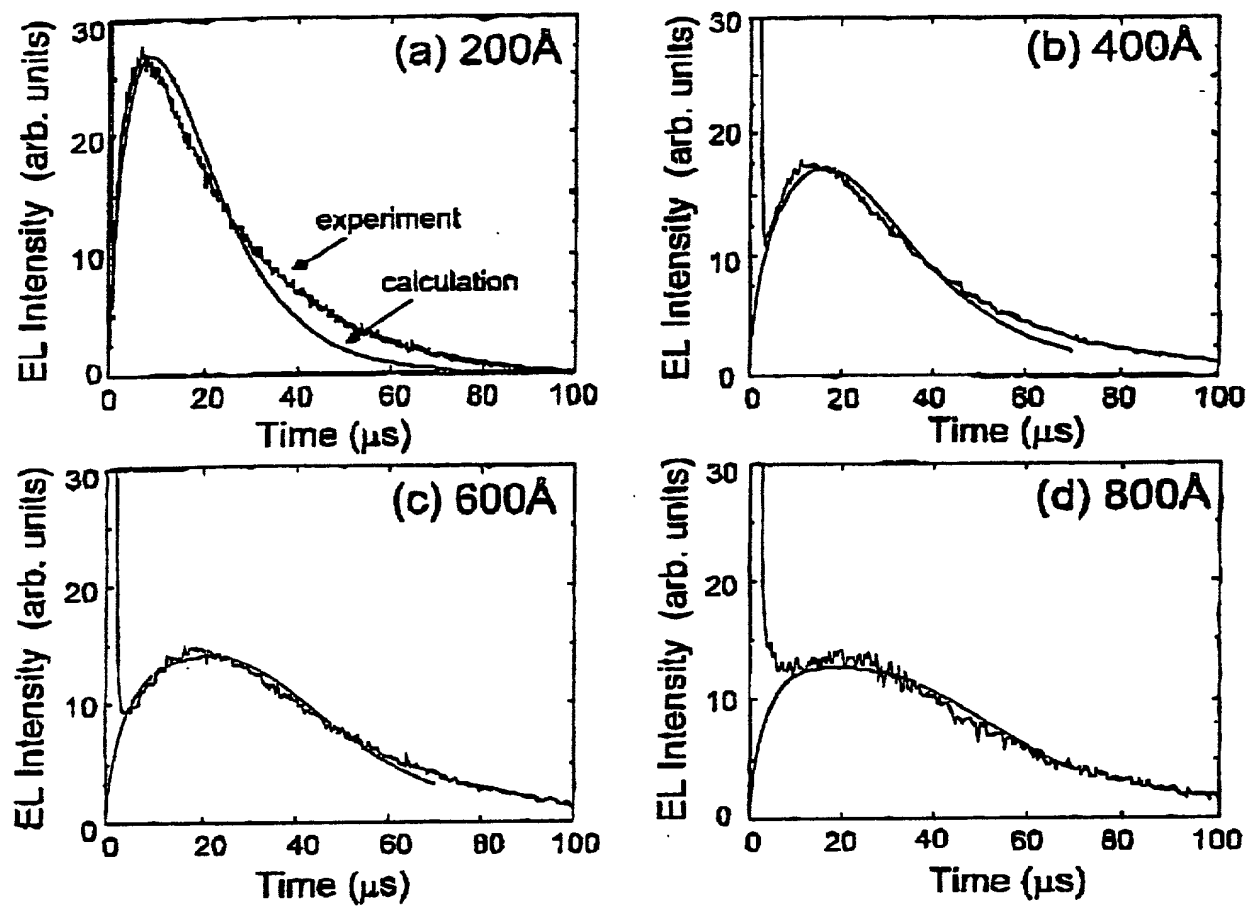 (a) 200Å
EL Intensity (arb. units)
30
20
10
0
experiment
calculation
0 20 40 60 80 100
Time (μs)
(b) 400Å
EL Intensity (arb. units)
30
20
10
0
0 20 40 60 80 100
Time (μs)
(c) 600Å
EL Intensity (arb. units)
30
20
10
0
0 20 40 60 80 100
Time (μs)
(d) 800Å
EL Intensity (arb. units)
30
20
10
0
0 20 40 60 80 100
Time (μs)